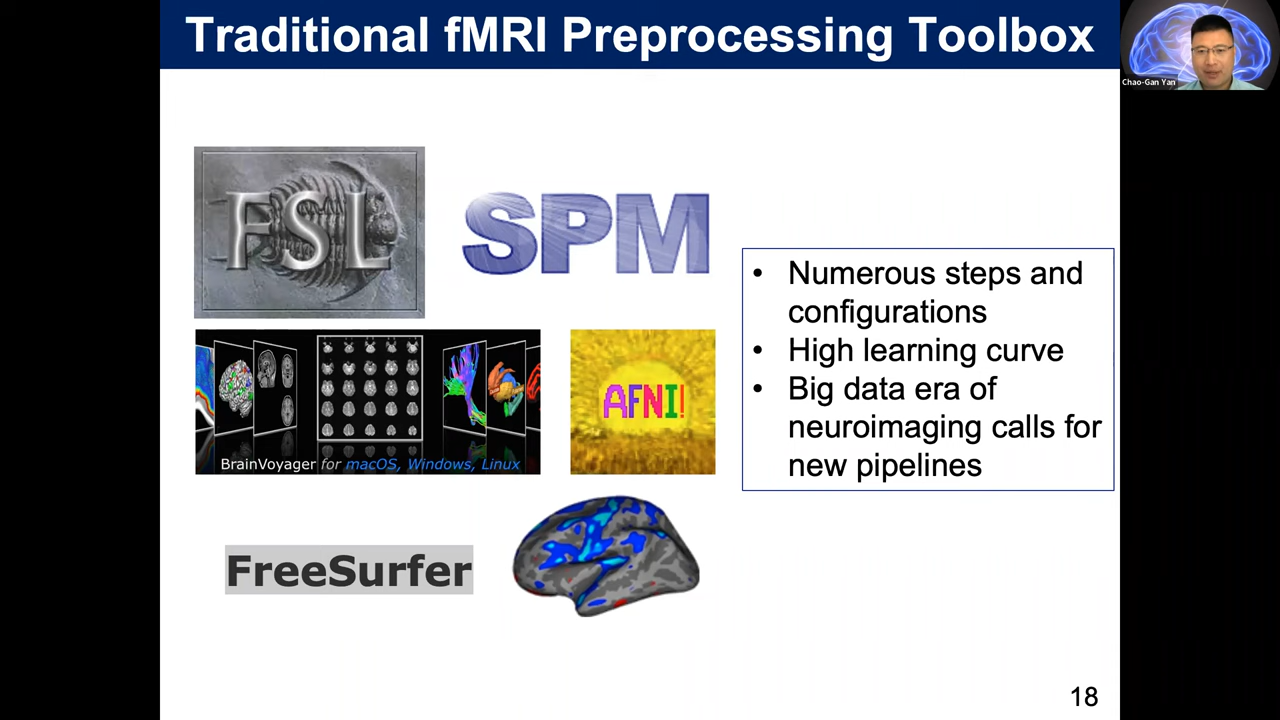 Traditional fMRI Preprocessing Toolbox
Chao-Gan Yan
FSL
SPM
• Numerous steps and
configurations
• High learning curve
• Big data era of
neuroimaging calls for
new pipelines
AFNI!
BrainVoyager for macOS, Windows, Linux
FreeSurfer
18